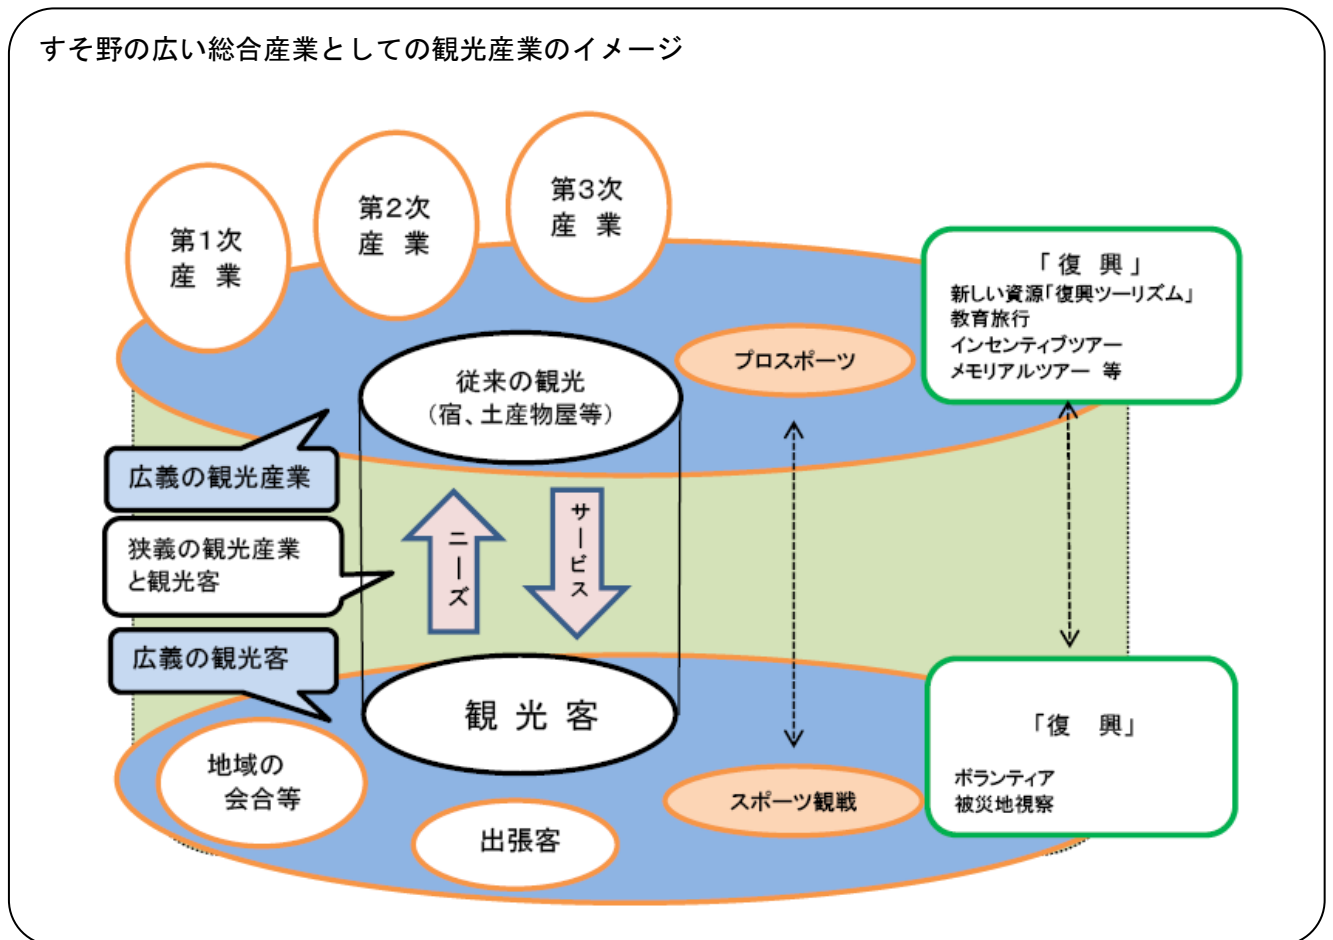 すそ野の広い総合産業としての観光産業のイメージ
第1次
産 業
第2次
産 業
第3次
産 業
「 復 興 」
新しい資源「復興ツーリズム」
教育旅行
インセンティブツアー
メモリアルツアー 等
プロスポーツ
従来の観光
（宿、土産物屋等）
広義の観光産業
狭義の観光産業
と観光客
広義の観光客
ニーズ
サービス
観 光 客
地域の
会合等
出張客
スポーツ観戦
「復 興」
ボランティア
被災地視察